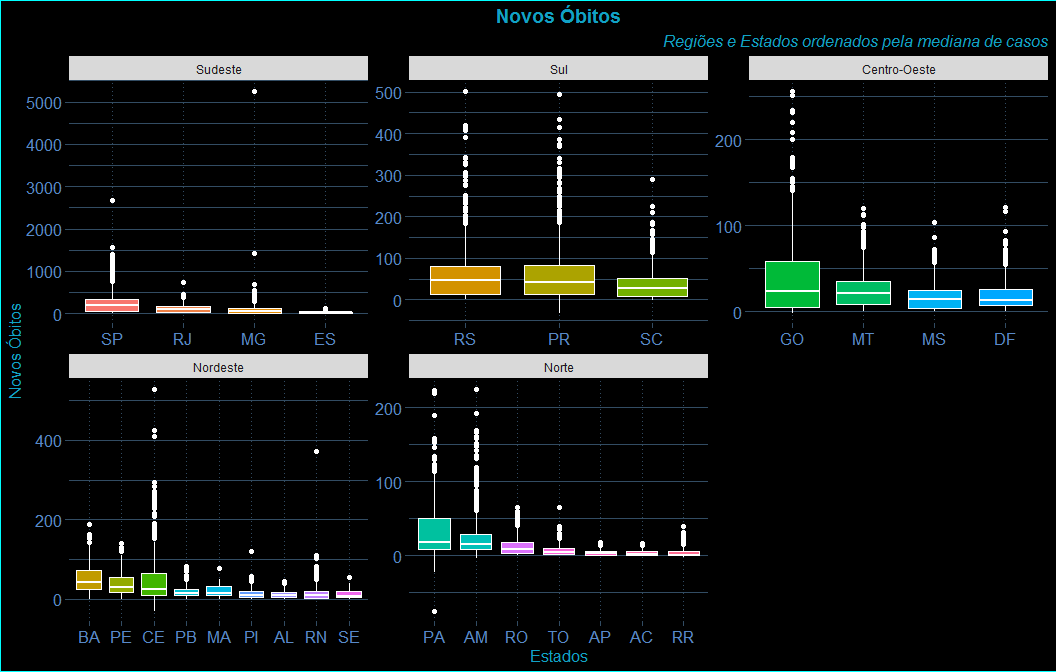 Novos Óbitos
Regiões e Estados ordenados pela mediana de casos
Sudeste
Sul
Centro-Oeste
5000
4000
3000
2000
1000
0
500
400
300
200
100
0
200
100
0
SP RJ MG ES
RS PR SC
GO MT MS DF
Novos Óbitos
Nordeste
Norte
400
200
0
200
100
0
BA PE CE PB MA PI AL RN SE
PA AM RO TO AP AC RR
Estados